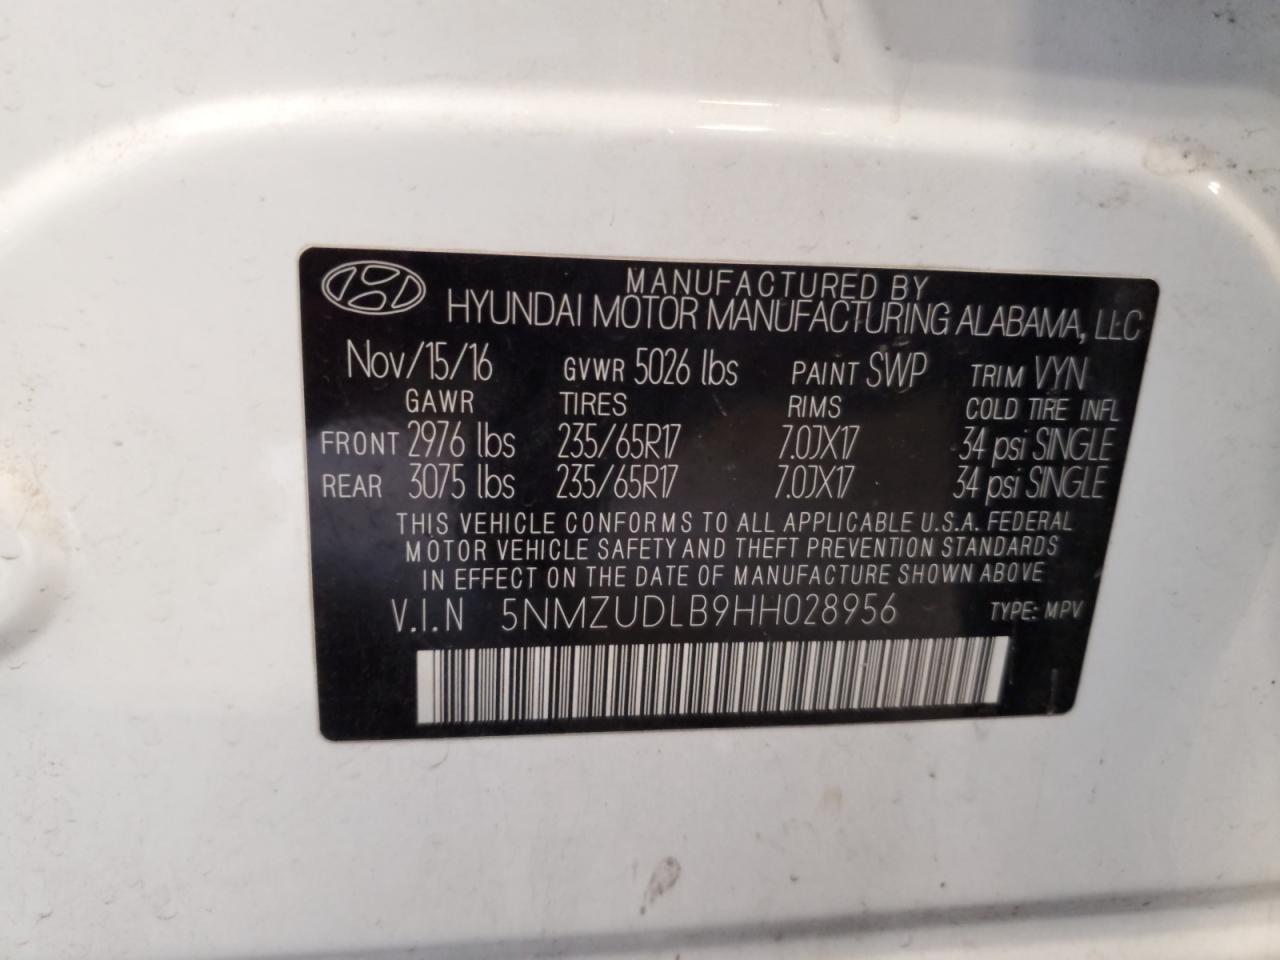 MANUFACTURED BY
HYUNDAI MOTOR MANUFACTURING ALABAMA, LLC
Nov/15/16 GVWR 5026 lbs PAINT SWP TRIM VYN
GAWR TIRES RIMS COLD TIRE INFL
FRONT 2976 lbs 235/65R17 7.0JX17 34 psi SINGLE
REAR 3075 lbs 235/65R17 7.0JX17 34 psi SINGLE
THIS VEHICLE CONFORMS TO ALL APPLICABLE U.S.A. FEDERAL
MOTOR VEHICLE SAFETY AND THEFT PREVENTION STANDARDS
IN EFFECT ON THE DATE OF MANUFACTURE SHOWN ABOVE
V.I.N 5NMZUDLB9HH028956 TYPE: MPV